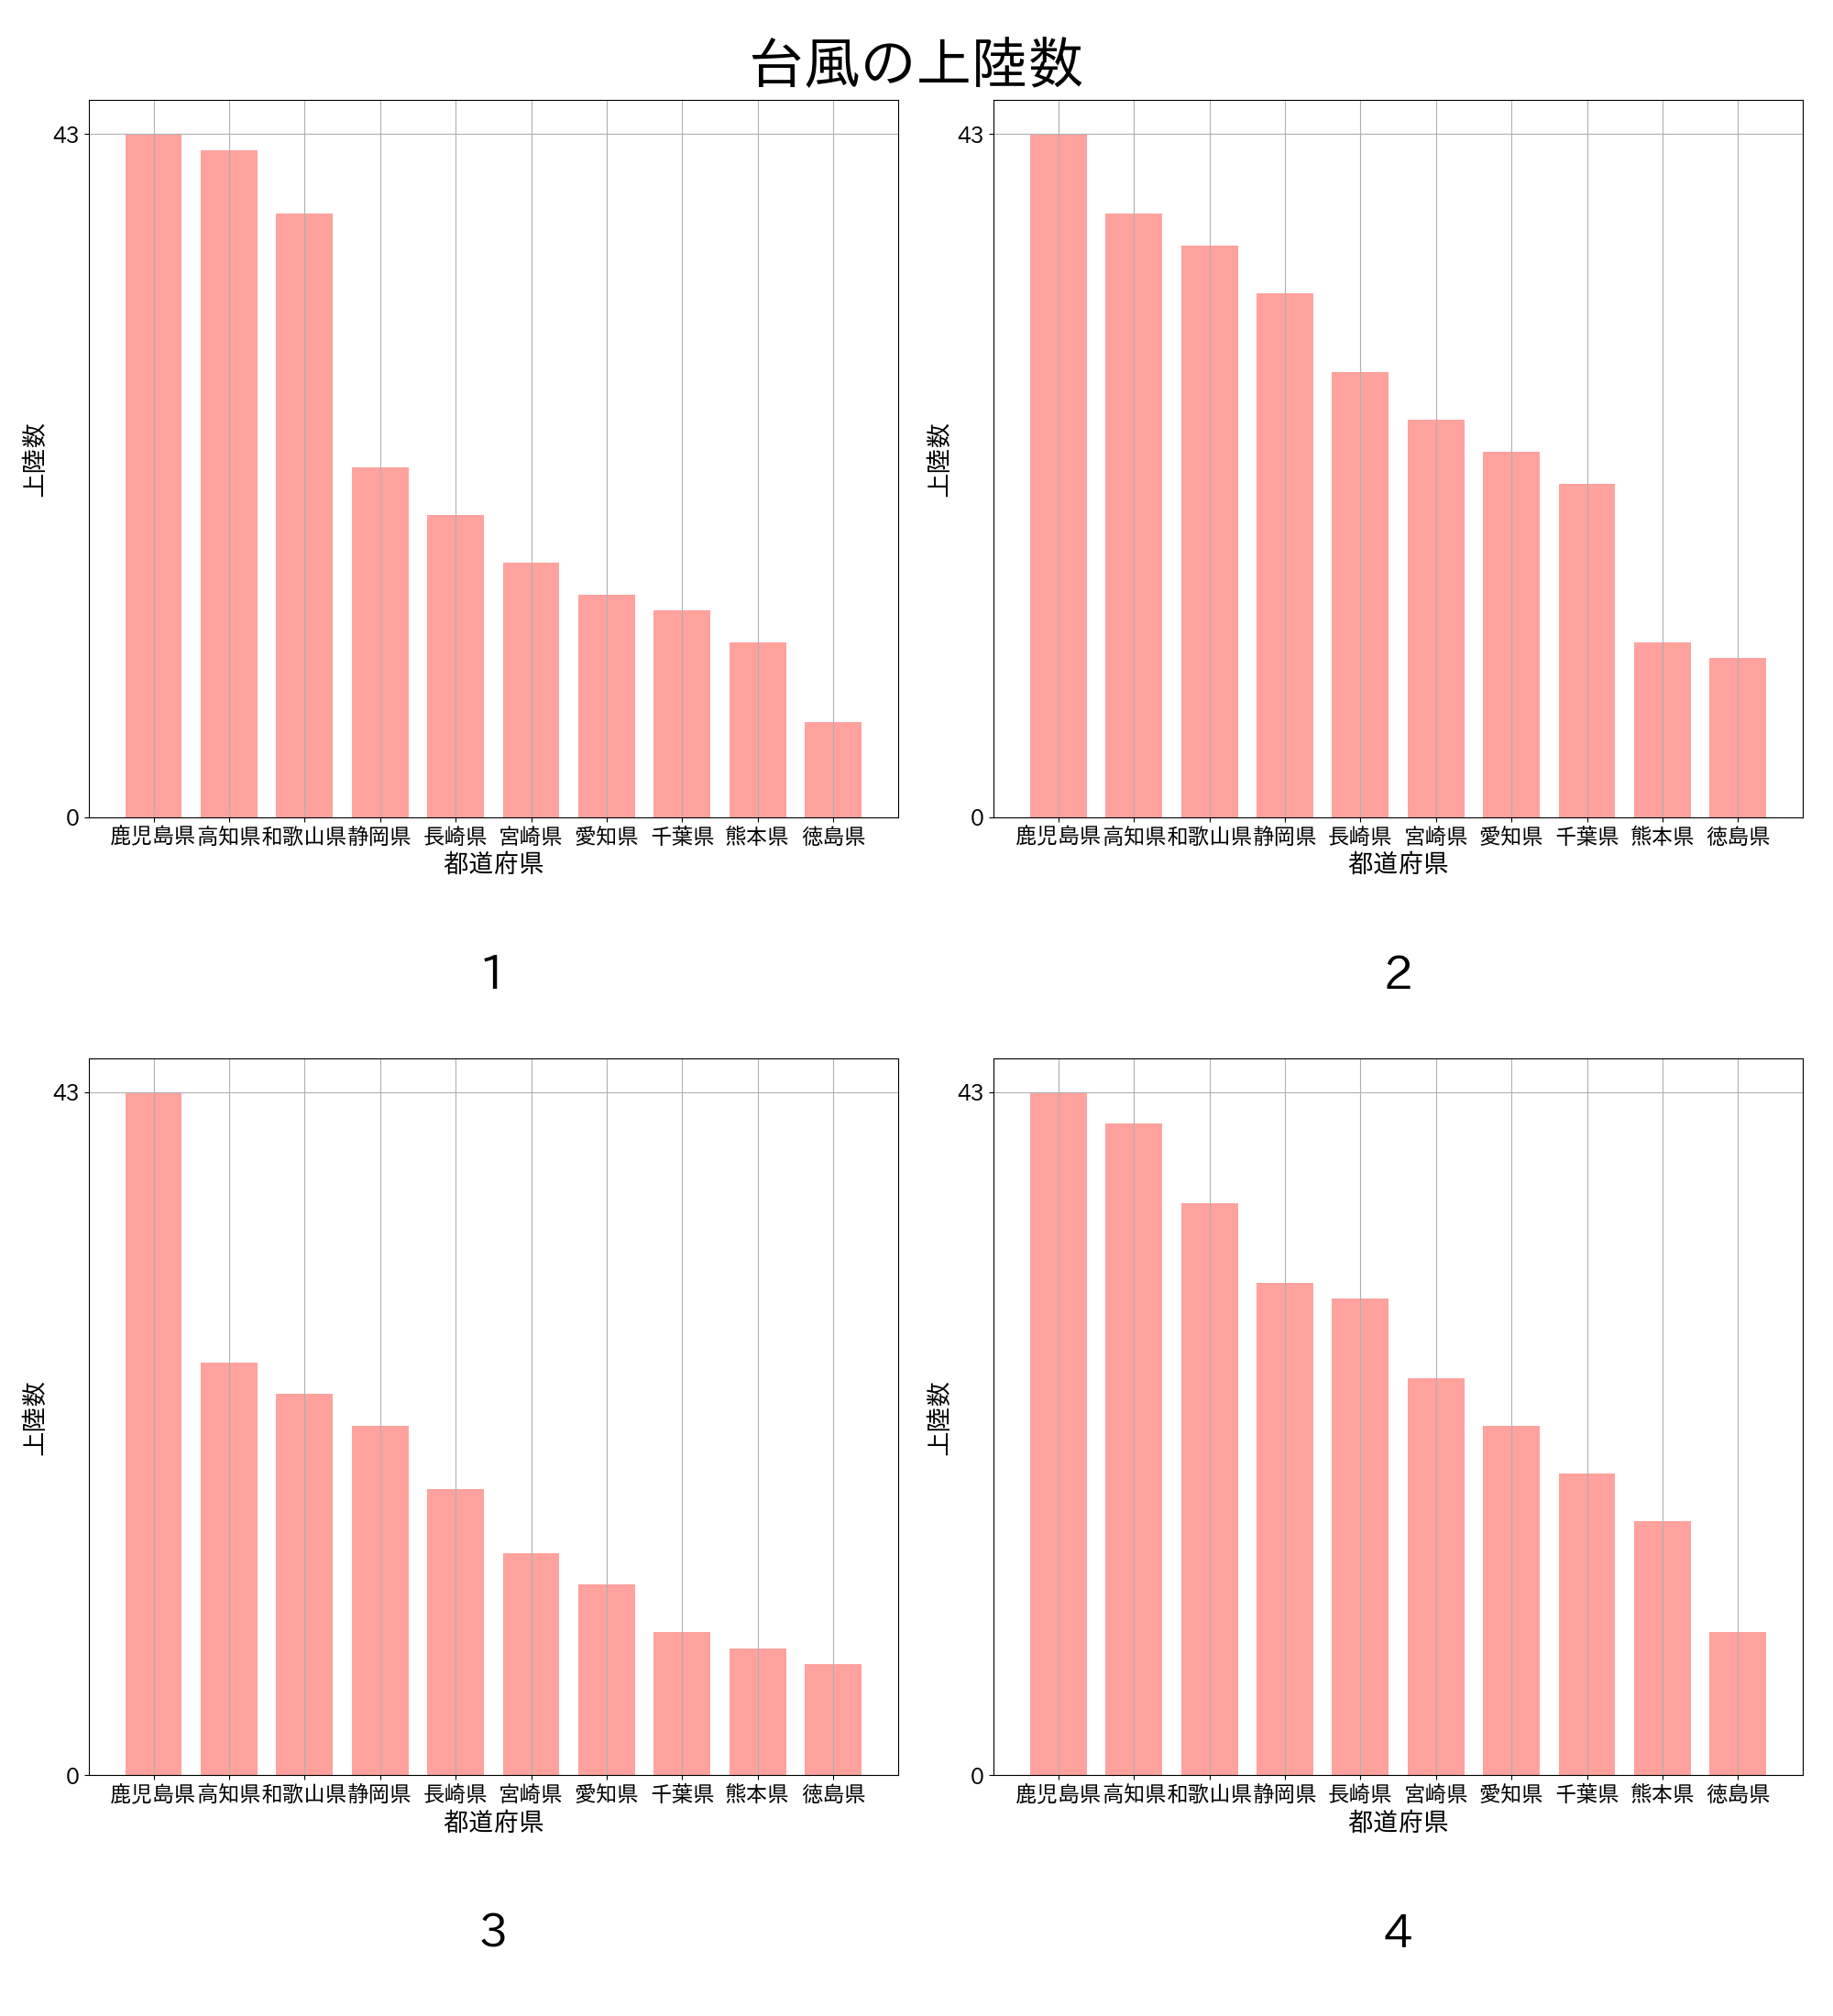 台風の上陸数
43
0
上陸数
鹿児島県 高知県 和歌山県 静岡県 長崎県 宮崎県 愛知県 千葉県 熊本県 徳島県
都道府県
1
43
0
上陸数
鹿児島県 高知県 和歌山県 静岡県 長崎県 宮崎県 愛知県 千葉県 熊本県 徳島県
都道府県
2
43
0
上陸数
鹿児島県 高知県 和歌山県 静岡県 長崎県 宮崎県 愛知県 千葉県 熊本県 徳島県
都道府県
3
43
0
上陸数
鹿児島県 高知県 和歌山県 静岡県 長崎県 宮崎県 愛知県 千葉県 熊本県 徳島県
都道府県
4